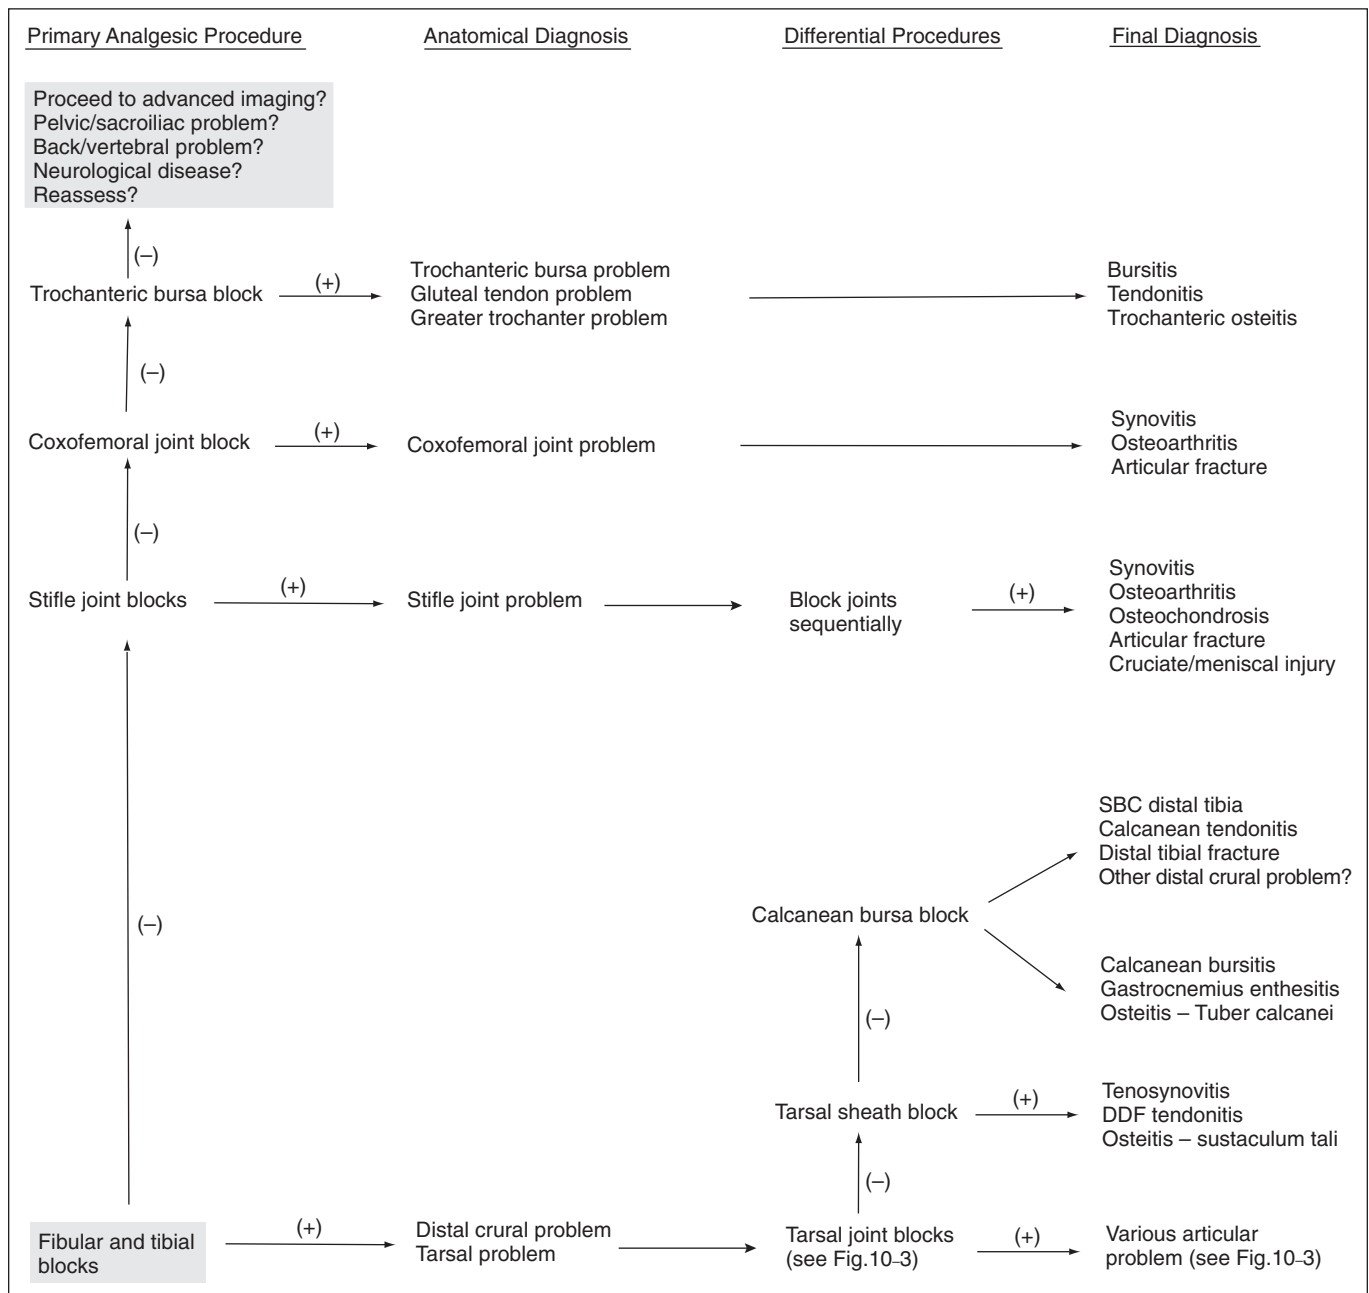 Primary Analgesic Procedure
Anatomical Diagnosis
Differential Procedures
Final Diagnosis
Proceed to advanced imaging?
Pelvic/sacroiliac problem?
Back/vertebral problem?
Neurological disease?
Reassess?
(–)
Trochanteric bursa block
(+)
Trochanteric bursa problem
Gluteal tendon problem
Greater trochanter problem
Bursitis
Tendonitis
Trochanteric osteitis
(–)
Coxofemoral joint block
(+)
Coxofemoral joint problem
Synovitis
Osteoarthritis
Articular fracture
(–)
Stifle joint blocks
(+)
Stifle joint problem
Block joints
sequentially
(+)
Synovitis
Osteoarthritis
Osteochondrosis
Articular fracture
Cruciate/meniscal injury
(–)
SBC distal tibia
Calcanean tendonitis
Distal tibial fracture
Other distal crural problem?
Calcanean bursa block
Calcanean bursitis
Gastrocnemius enthesitis
Osteitis – Tuber calcanei
(–)
Tarsal sheath block
(+)
Tenosynovitis
DDF tendonitis
Osteitis – sustaculum tali
(–)
Fibular and tibial
blocks
(+)
Distal crural problem
Tarsal problem
Tarsal joint blocks
(see Fig.10–3)
(+)
Various articular
problem (see Fig.10–3)